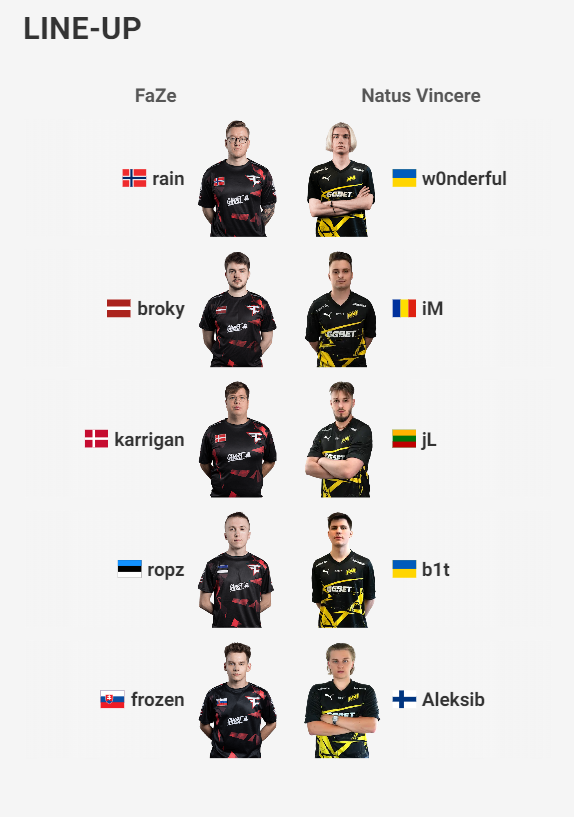 LINE-UP
FaZe Natus Vincere
rain w0nderful
broky iM
karrigan jL
ropz b1t
frozen Aleksib